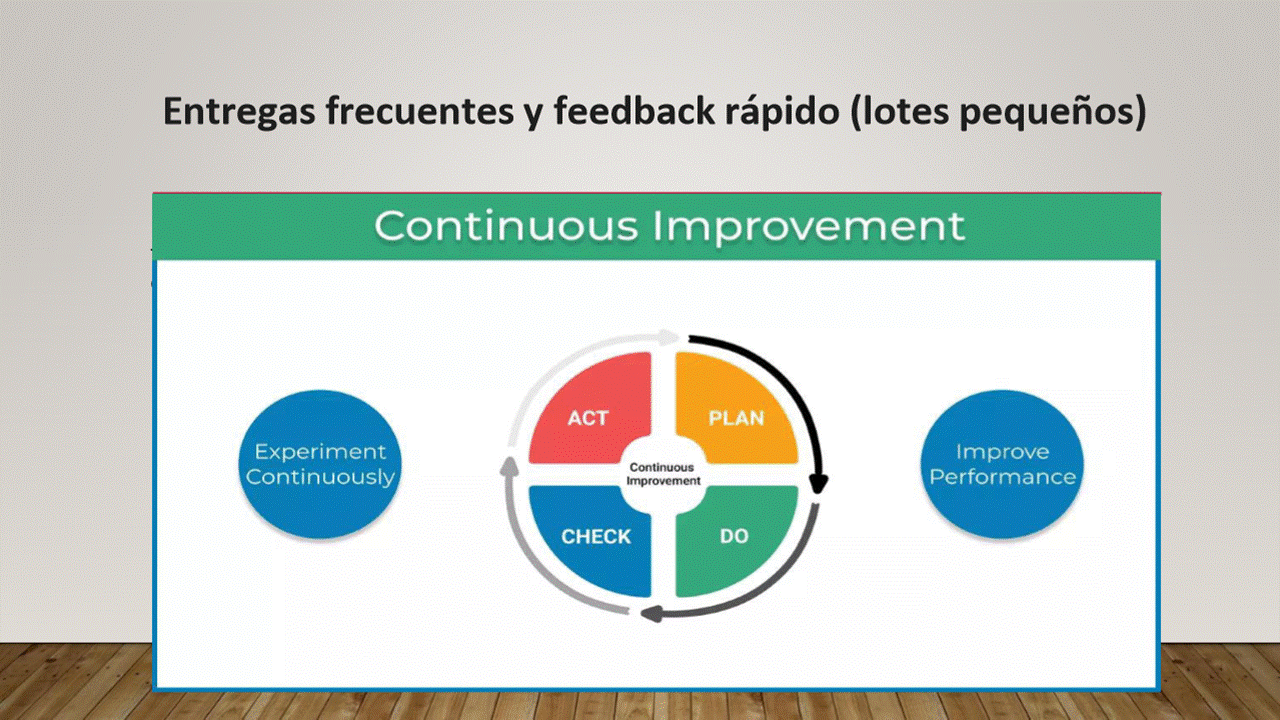 Entregas frecuentes y feedback rápido (lotes pequeños)
Continuous Improvement
Experiment
Continuously
ACT
PLAN
Continuous
Improvement
CHECK
DO
Improve
Performance